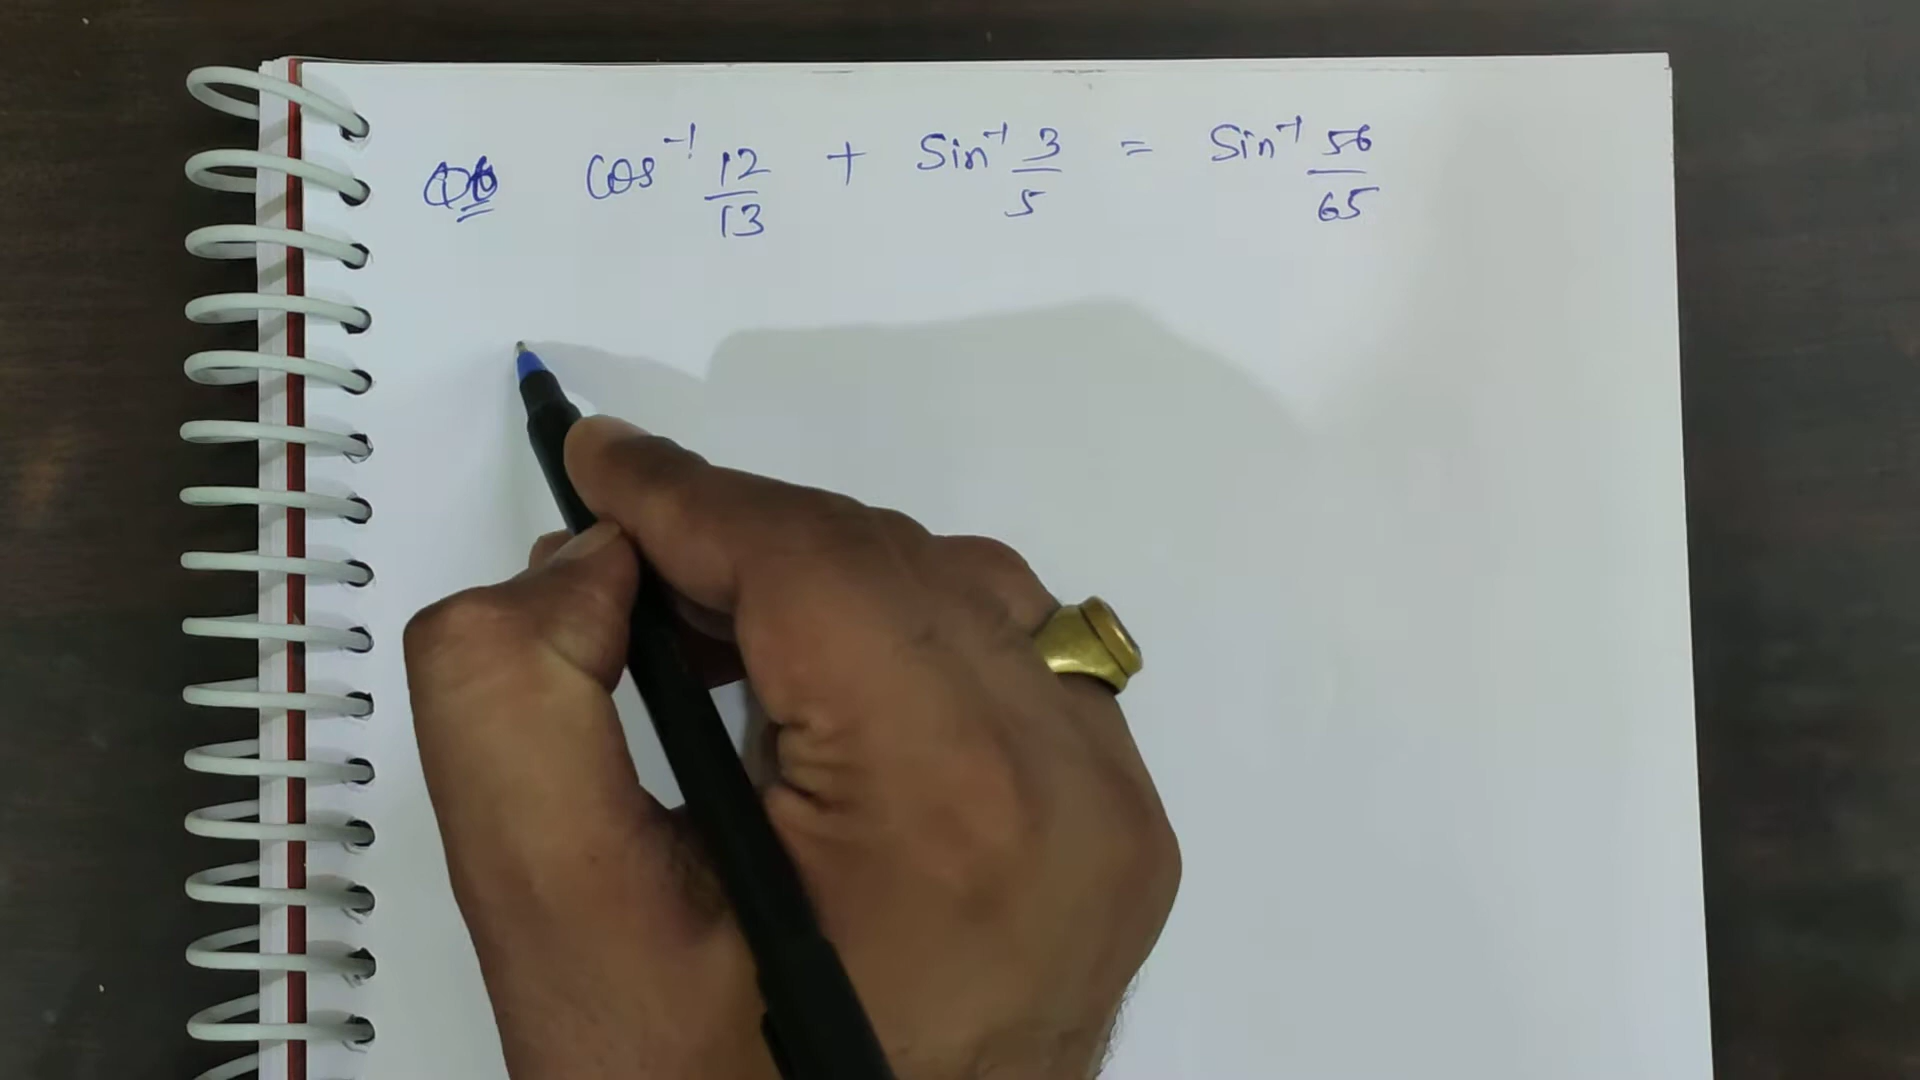 Q6 cos⁻¹ 12/13 + Sin⁻¹ 3/5 = Sin⁻¹ 56/65